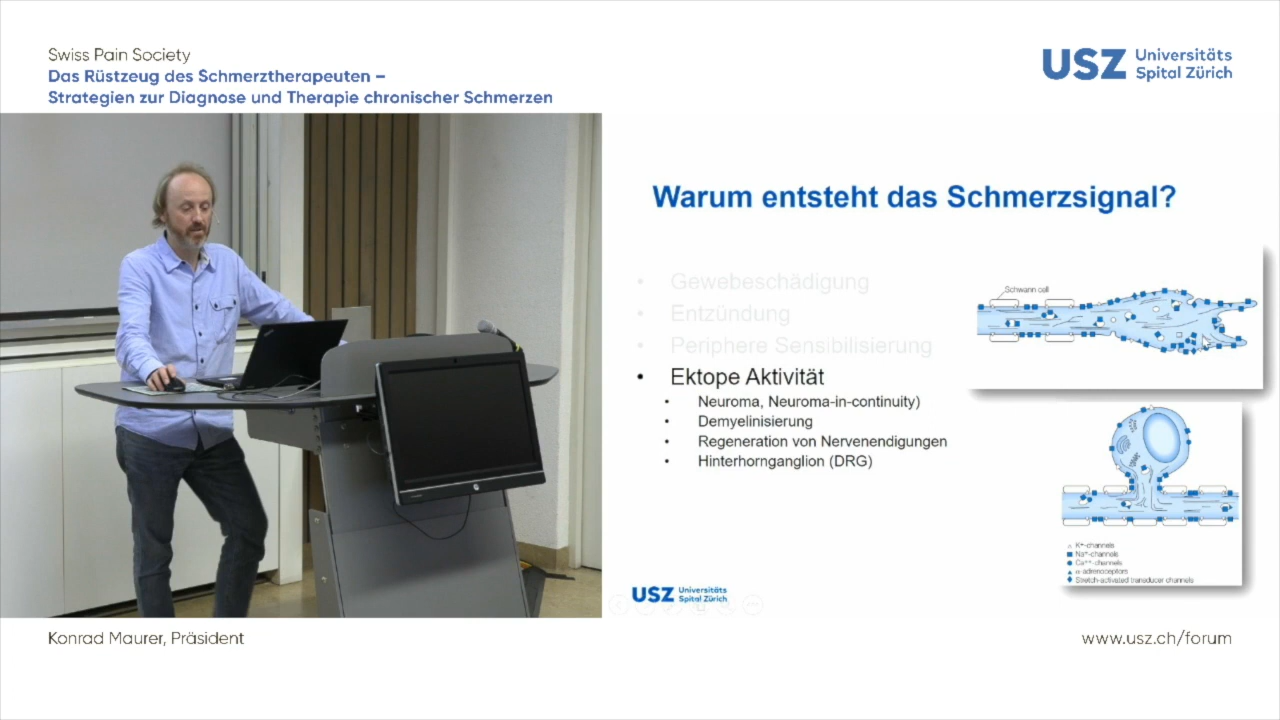 Swiss Pain Society
Das Rüstzeug des Schmerztherapeuten –
Strategien zur Diagnose und Therapie chronischer Schmerzen
USZ Universitäts
Spital Zürich
Warum entsteht das Schmerzsignal?
• Gewebeschädigung
• Entzündung
• Periphere Sensibilisierung
• Ektope Aktivität
• Neuroma, Neuroma-in-continuity)
• Demyelinisierung
• Regeneration von Nervenendigungen
• Hinterhornganglion (DRG)
Schwann cell
K⁺-channels
Na⁺-channels
Ca⁺⁺-channels
α-adrenoceptors
Stretch-activated transducer channels
USZ Universitäts
Spital Zürich
Konrad Maurer, Präsident
www.usz.ch/forum